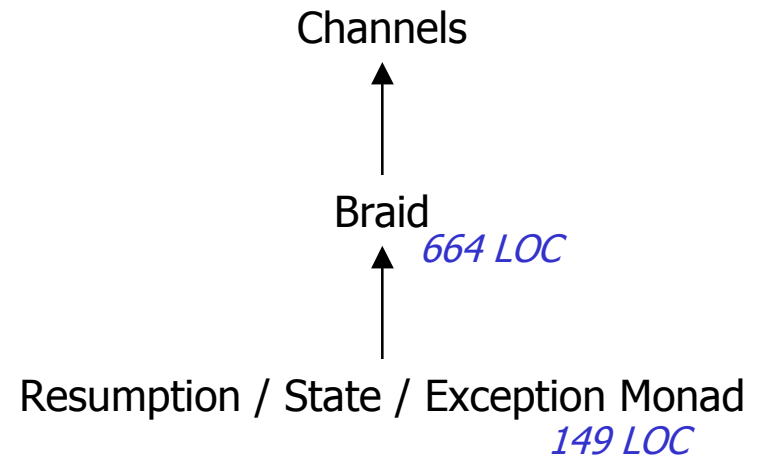 Channels
Braid
664 LOC
Resumption / State / Exception Monad
149 LOC